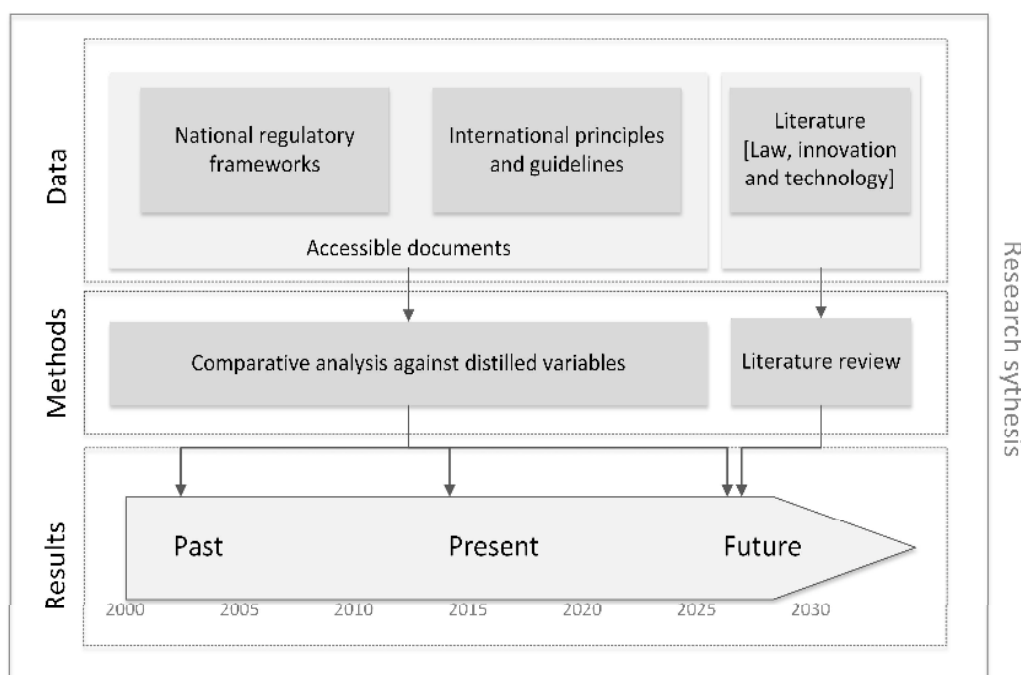 Data
National regulatory
frameworks
International principles
and guidelines
Literature
[Law, innovation
and technology]
Accessible documents
Methods
Comparative analysis against distilled variables
Literature review
Results
Past
Present
Future
2000
2005
2010
2015
2020
2025
2030
Research sythesis